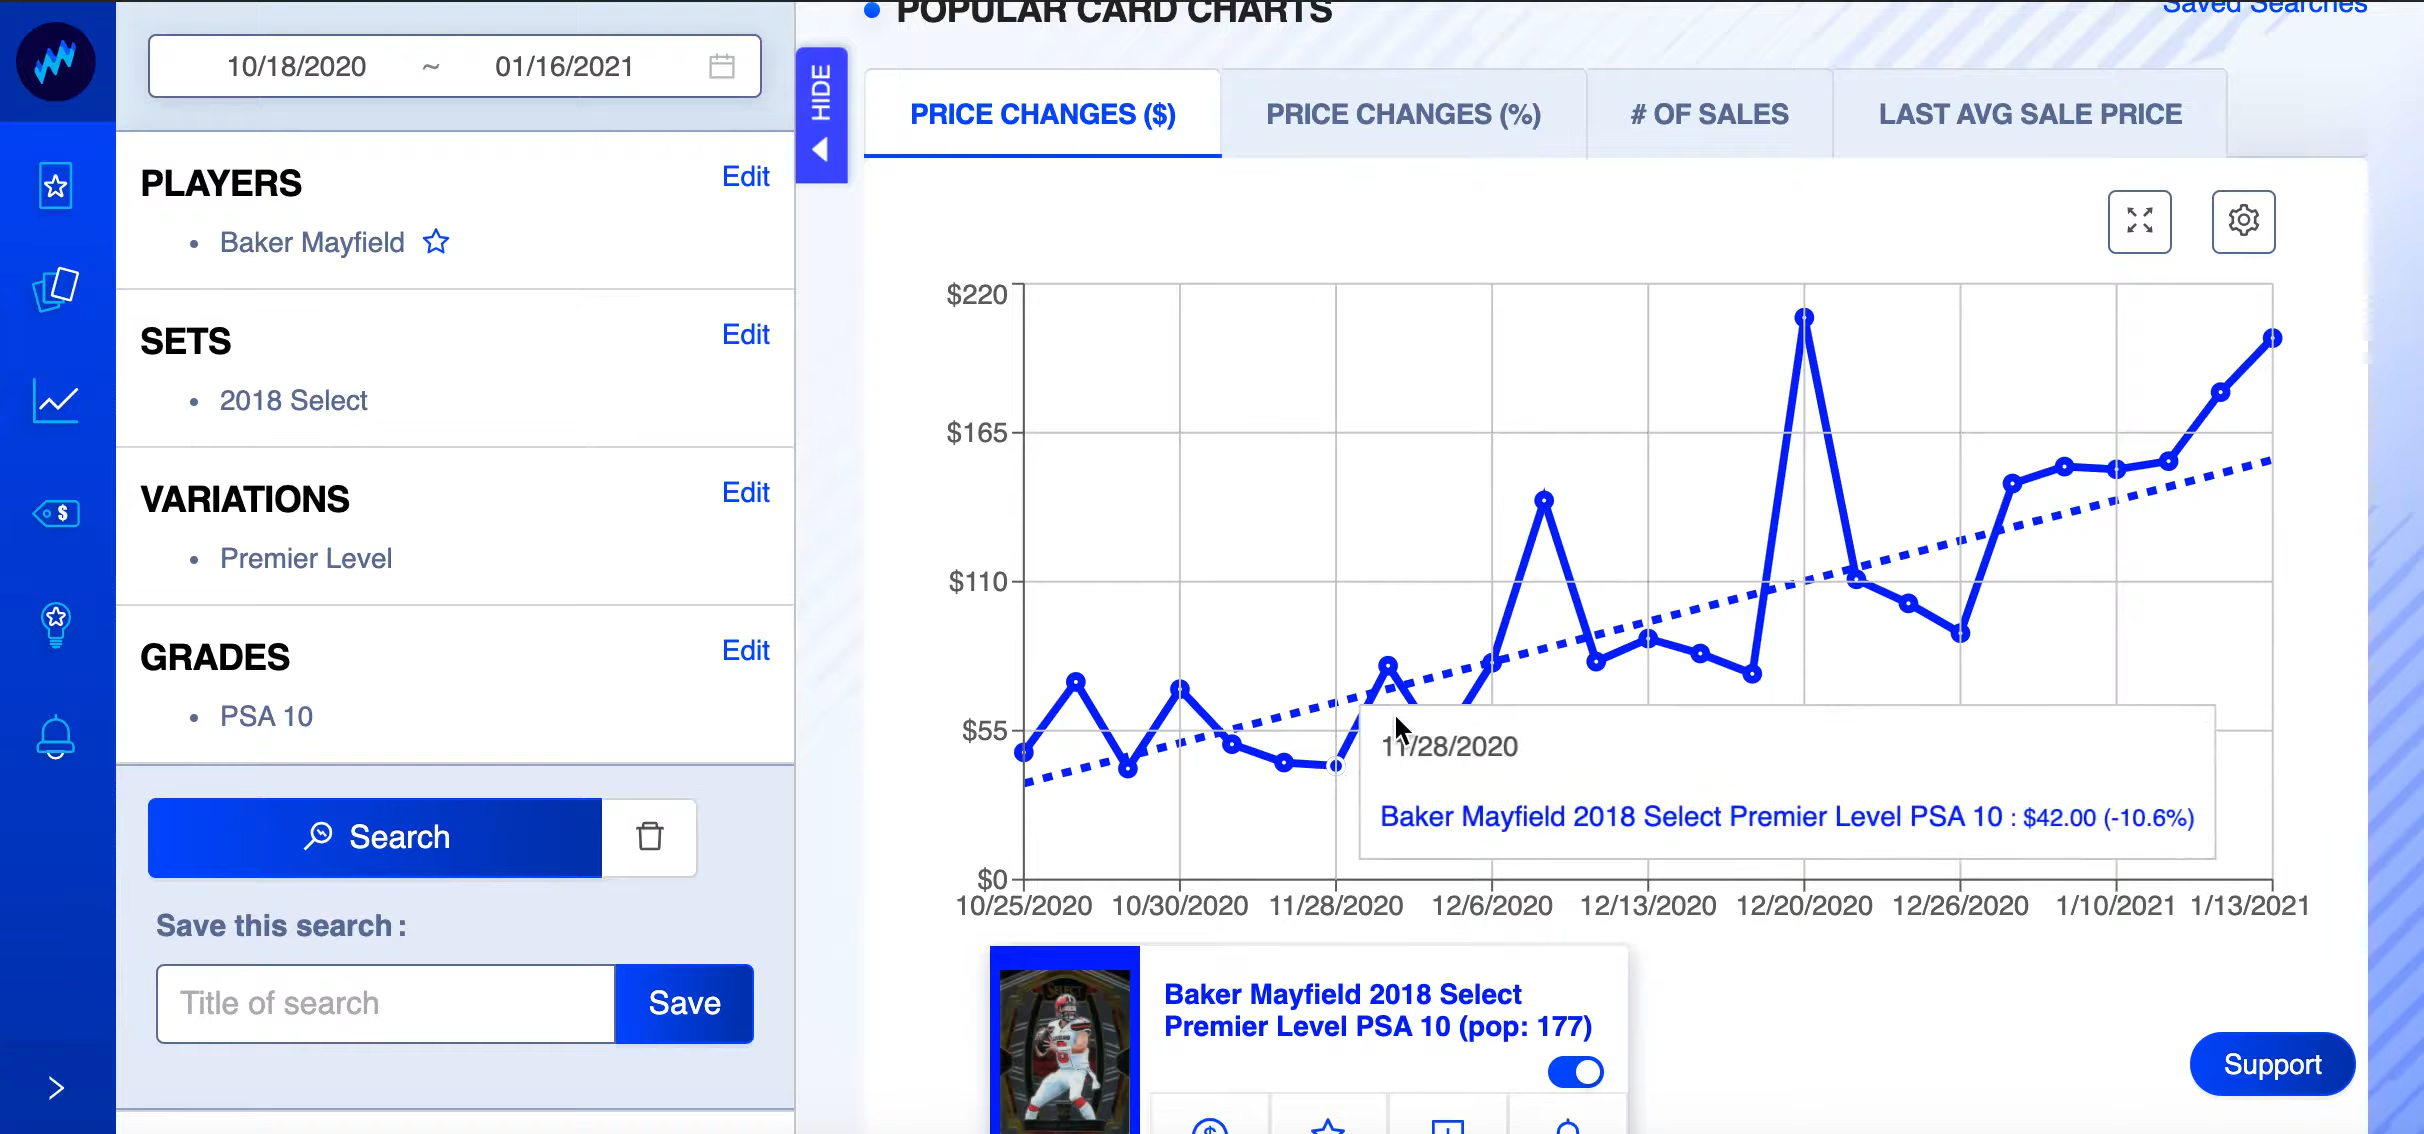 POPULAR CARD CHARTS
Saved Searches
10/18/2020 ~ 01/16/2021
HIDE
PLAYERS
Edit
Baker Mayfield
SETS
Edit
2018 Select
VARIATIONS
Edit
Premier Level
GRADES
Edit
PSA 10
Search
Save this search:
Title of search
Save
PRICE CHANGES ($)
PRICE CHANGES (%)
# OF SALES
LAST AVG SALE PRICE
$220
$165
$110
$55
$0
11/28/2020
Baker Mayfield 2018 Select Premier Level PSA 10 : $42.00 (-10.6%)
10/25/2020 10/30/2020 11/28/2020 12/6/2020 12/13/2020 12/20/2020 12/26/2020 1/10/2021 1/13/2021
SELECT
Baker Mayfield 2018 Select
Premier Level PSA 10 (pop: 177)
Support